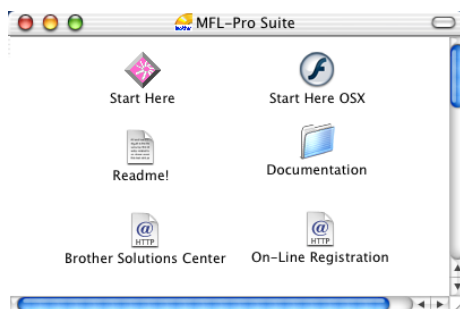 MFL-Pro Suite
Start Here
Start Here OSX
Readme!
Documentation
@
HTTP
@
HTTP
Brother Solutions Center
On-Line Registration